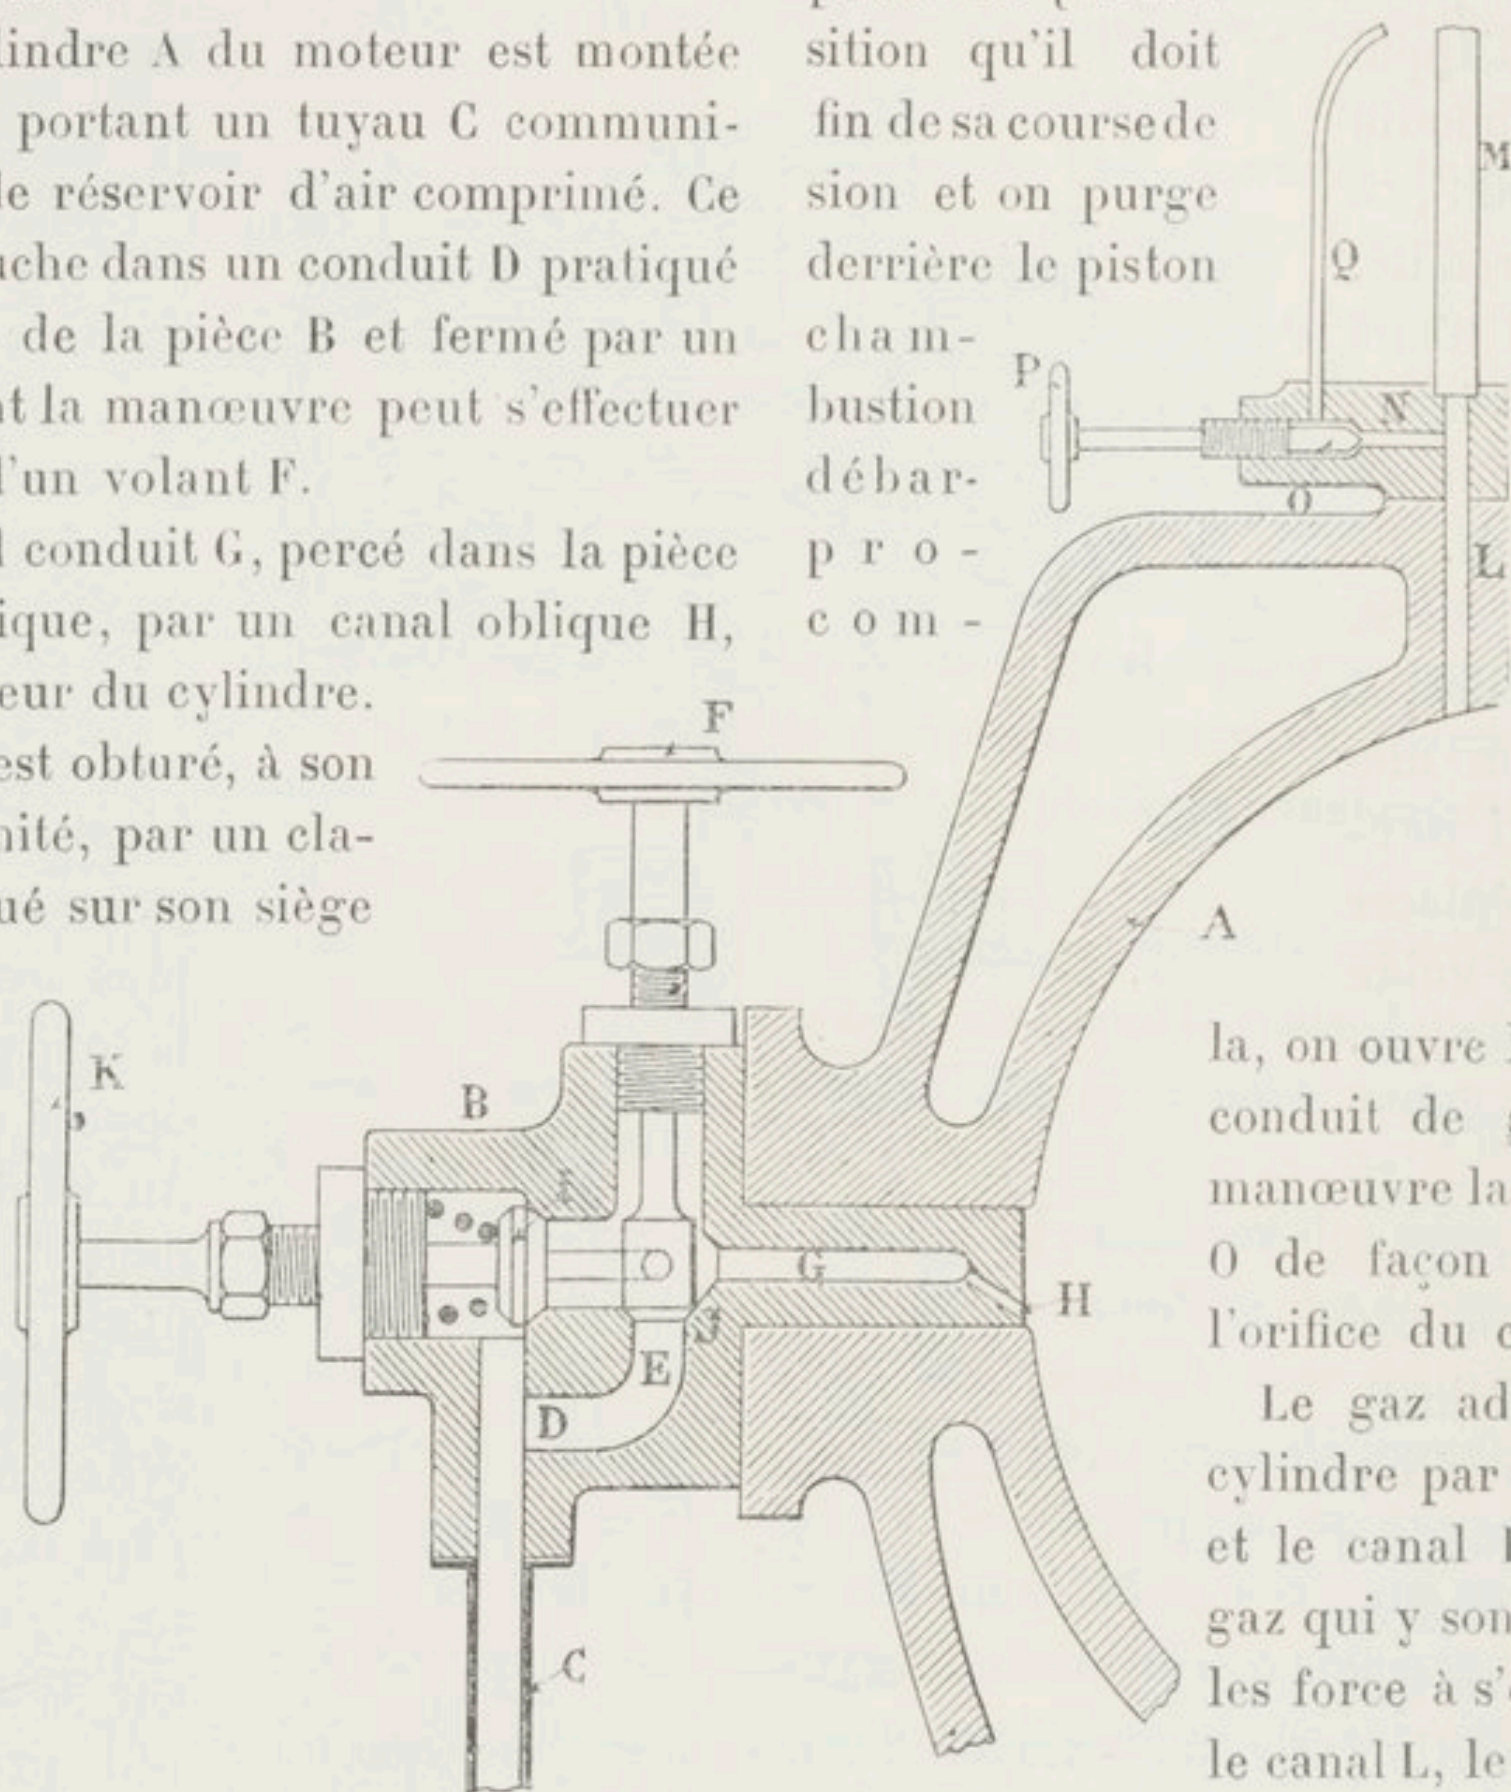 lindre A du moteur est montée
portant un tuyau C communi-
le réservoir d'air comprimé. Ce
uche dans un conduit D pratiqué
de la pièce B et fermé par un
nt la manœuvre peut s'effectuer
l'un volant F.
conduit G, percé dans la pièce
ique, par un canal oblique H,
eur du cylindre.
est obturé, à son
nité, par un cla-
ué sur son siège
sition qu'il doit
fin de sa course de
sion et on purge
derrière le piston
cham-
bustion
débar-
pro-
com-
M
Q
P
N
O
L
F
A
K
B
G
H
J
E
D
C
la, on ouvre
conduit de
manœuvre la
O de façon
l'orifice du c
Le gaz ad
cylindre par
et le canal
gaz qui y son
les force à s'
le canal L, le